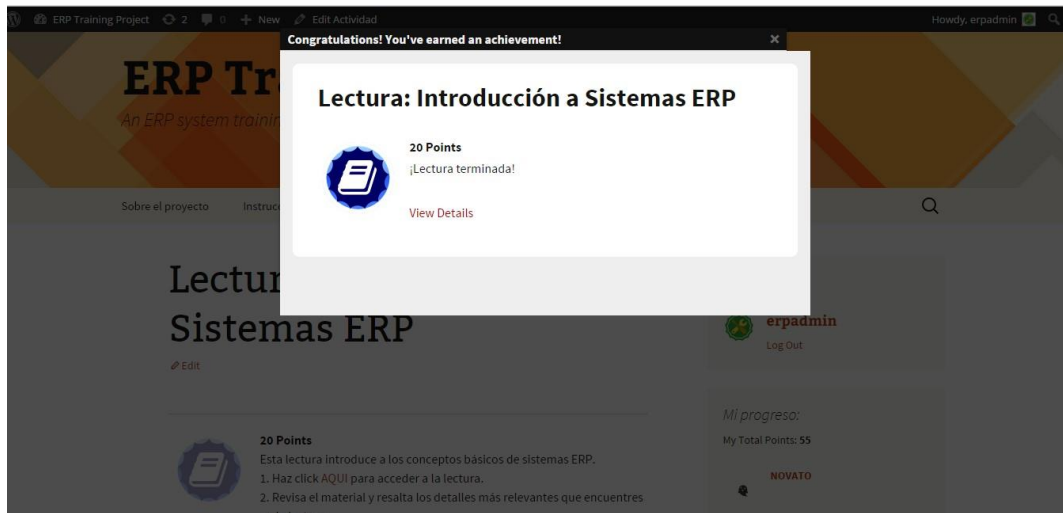 ERP Training Project 2 0 + New Edit Actividad Howdy, erpadmin
Congratulations! You've earned an achievement! ×
ERP Tr
An ERP system trainin
Lectura: Introducción a Sistemas ERP
20 Points
¡Lectura terminada!
View Details
Sobre el proyecto Instruc
Lectur
Sistemas ERP
Edit
erpadmin
Log Out
Mi progreso:
My Total Points: 55
NOVATO
20 Points
Esta lectura introduce a los conceptos básicos de sistemas ERP.
1. Haz click AQUI para acceder a la lectura.
2. Revisa el material y resalta los detalles más relevantes que encuentres